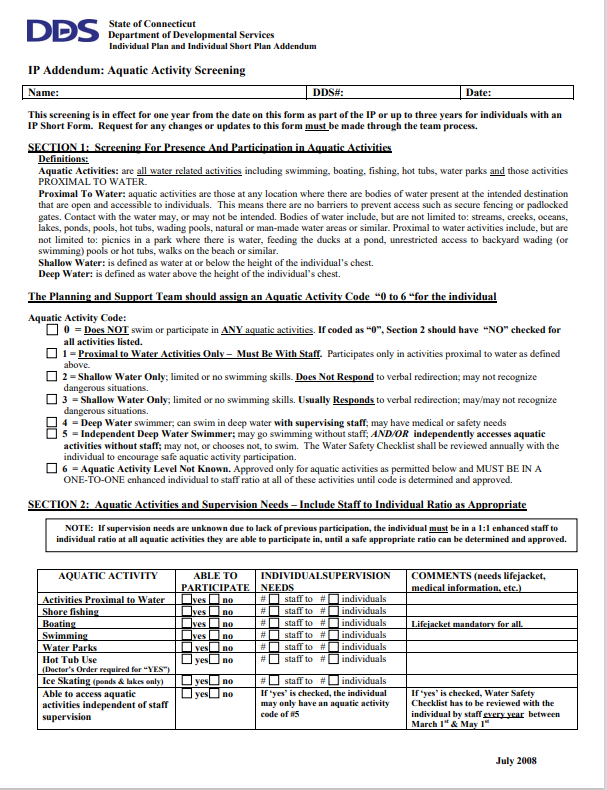 DDS
State of Connecticut
Department of Developmental Services
Individual Plan and Individual Short Plan Addendum
IP Addendum: Aquatic Activity Screening
Name: DDS#: Date:
This screening is in effect for one year from the date on this form as part of the IP or up to three years for individuals with an
IP Short Form. Request for any changes or updates to this form must be made through the team process.
SECTION 1: Screening For Presence And Participation in Aquatic Activities
Definitions:
Aquatic Activities: are all water related activities including swimming, boating, fishing, hot tubs, water parks and those activities
PROXIMAL TO WATER.
Proximal To Water: aquatic activities are those at any location where there are bodies of water present at the intended destination
that are open and accessible to individuals. This means there are no barriers to prevent access such as secure fencing or padlocked
gates. Contact with the water may, or may not be intended. Bodies of water include, but are not limited to: streams, creeks, oceans,
lakes, ponds, pools, hot tubs, wading pools, natural or man-made water areas or similar. Proximal to water activities include, but are
not limited to: picnics in a park where there is water, feeding the ducks at a pond, unrestricted access to backyard wading (or
swimming) pools or hot tubs, walks on the beach or similar.
Shallow Water: is defined as water at or below the height of the individual's chest.
Deep Water: is defined as water above the height of the individual's chest.
The Planning and Support Team should assign an Aquatic Activity Code "0 to 6 "for the individual
Aquatic Activity Code:
0 = Does NOT swim or participate in ANY aquatic activities. If coded as "0", Section 2 should have "NO" checked for
all activities listed.
1 = Proximal to Water Activities Only – Must Be With Staff. Participates only in activities proximal to water as defined
above.
2 = Shallow Water Only; limited or no swimming skills. Does Not Respond to verbal redirection; may not recognize
dangerous situations.
3 = Shallow Water Only; limited or no swimming skills. Usually Responds to verbal redirection; may/may not recognize
dangerous situations.
4 = Deep Water swimmer; can swim in deep water with supervising staff; may have medical or safety needs
5 = Independent Deep Water Swimmer; may go swimming without staff; AND/OR independently accesses aquatic
activities without staff; may not, or chooses not, to swim. The Water Safety Checklist shall be reviewed annually with the
individual to encourage safe aquatic activity participation.
6 = Aquatic Activity Level Not Known. Approved only for aquatic activities as permitted below and MUST BE IN A
ONE-TO-ONE enhanced individual to staff ratio at all of these activities until code is determined and approved.
SECTION 2: Aquatic Activities and Supervision Needs – Include Staff to Individual Ratio as Appropriate
NOTE: If supervision needs are unknown due to lack of previous participation, the individual must be in a 1:1 enhanced staff to
individual ratio at all aquatic activities they are able to participate in, until a safe appropriate ratio can be determined and approved.
AQUATIC ACTIVITY ABLE TO INDIVIDUALSUPERVISION COMMENTS (needs lifejacket,
PARTICIPATE NEEDS medical information, etc.)
Activities Proximal to Water yes no # staff to # individuals
Shore fishing yes no # staff to # individuals
Boating yes no # staff to # individuals Lifejacket mandatory for all.
Swimming yes no # staff to # individuals
Water Parks yes no # staff to # individuals
Hot Tub Use yes no # staff to # individuals
(Doctor's Order required for "YES")
Ice Skating (ponds & lakes only) yes no # staff to # individuals
Able to access aquatic yes no If 'yes' is checked, the individual If 'yes' is checked, Water Safety
activities independent of staff may only have an aquatic activity Checklist has to be reviewed with the
supervision code of #5 individual by staff every year between
March 1st & May 1st
July 2008